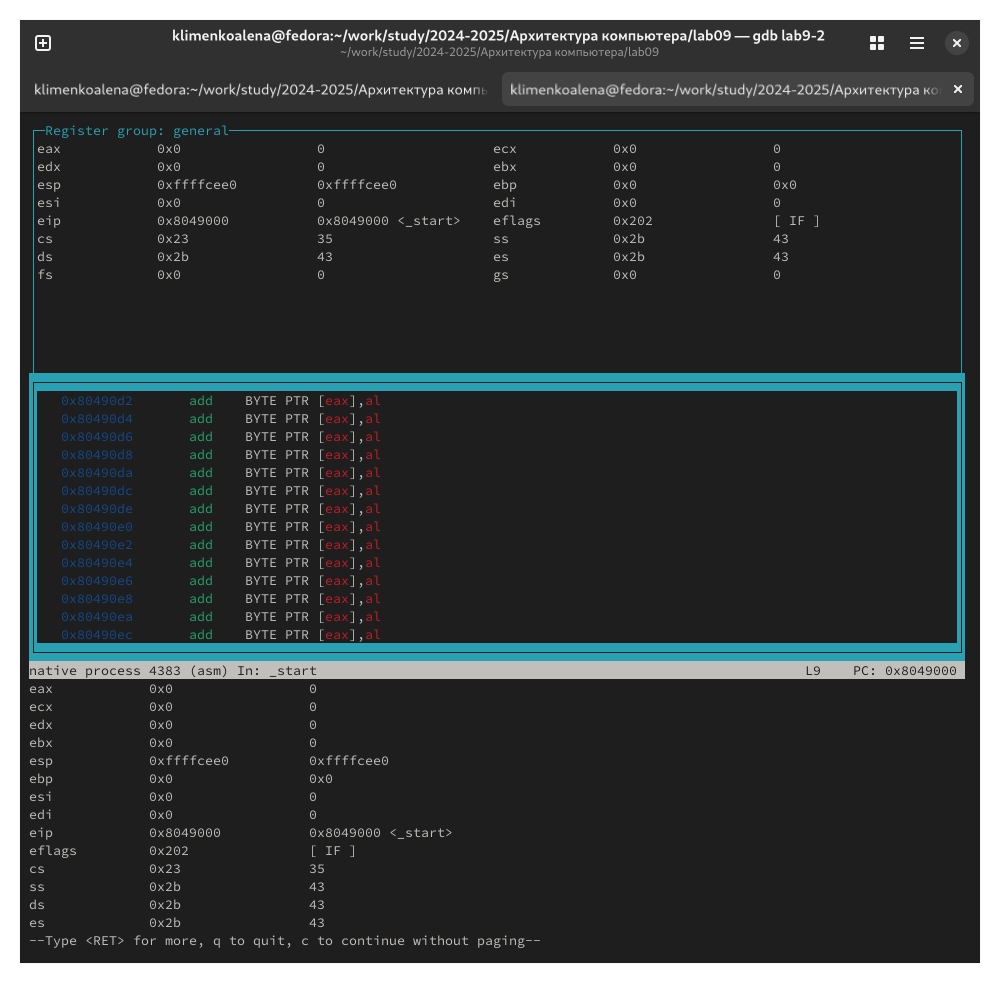 klimenkoalena@fedora:~/work/study/2024-2025/Архитектура компьютера/lab09 — gdb lab9-2
~/work/study/2024-2025/Архитектура компьютера/lab09
klimenkoalena@fedora:~/work/study/2024-2025/Архитектура компь klimenkoalena@fedora:~/work/study/2024-2025/Архитектура ко
Register group: general
eax 0x0 0 ecx 0x0 0
edx 0x0 0 ebx 0x0 0
esp 0xffffcee0 0xffffcee0 ebp 0x0 0x0
esi 0x0 0 edi 0x0 0
eip 0x8049000 0x8049000 <_start> eflags 0x202 [ IF ]
cs 0x23 35 ss 0x2b 43
ds 0x2b 43 es 0x2b 43
fs 0x0 0 gs 0x0 0
0x80490d2 add BYTE PTR [eax],al
0x80490d4 add BYTE PTR [eax],al
0x80490d6 add BYTE PTR [eax],al
0x80490d8 add BYTE PTR [eax],al
0x80490da add BYTE PTR [eax],al
0x80490dc add BYTE PTR [eax],al
0x80490de add BYTE PTR [eax],al
0x80490e0 add BYTE PTR [eax],al
0x80490e2 add BYTE PTR [eax],al
0x80490e4 add BYTE PTR [eax],al
0x80490e6 add BYTE PTR [eax],al
0x80490e8 add BYTE PTR [eax],al
0x80490ea add BYTE PTR [eax],al
0x80490ec add BYTE PTR [eax],al
native process 4383 (asm) In: _start L9 PC: 0x8049000
eax 0x0 0
ecx 0x0 0
edx 0x0 0
ebx 0x0 0
esp 0xffffcee0 0xffffcee0
ebp 0x0 0x0
esi 0x0 0
edi 0x0 0
eip 0x8049000 0x8049000 <_start>
eflags 0x202 [ IF ]
cs 0x23 35
ss 0x2b 43
ds 0x2b 43
es 0x2b 43
--Type <RET> for more, q to quit, c to continue without paging--